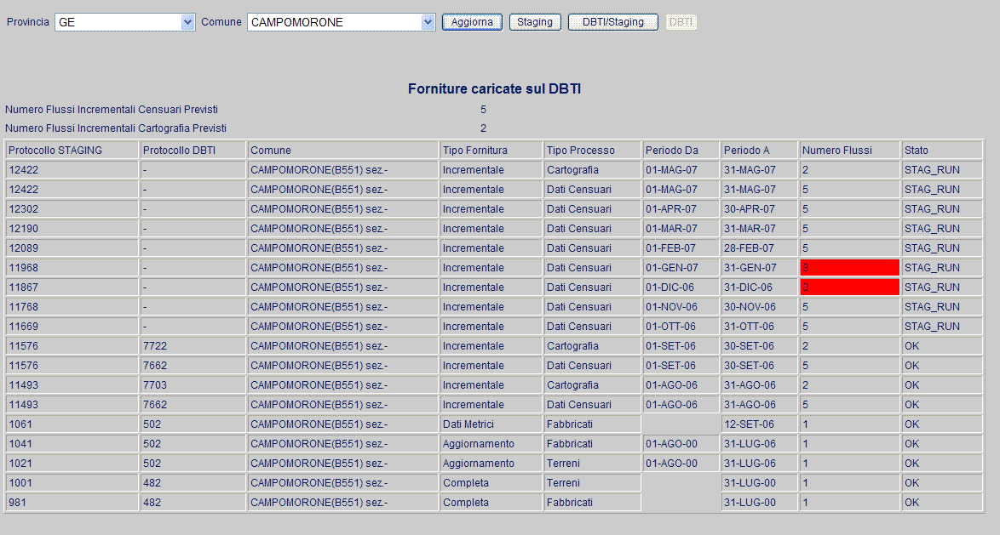 Provincia GE Comune CAMPOMORONE Aggiorna Staging DBTI/Staging DBTI
Forniture caricate sul DBTI
Numero Flussi Incrementali Censuari Previsti 5
Numero Flussi Incrementali Cartografia Previsti 2
Protocollo STAGING Protocollo DBTI Comune Tipo Fornitura Tipo Processo Periodo Da Periodo A Numero Flussi Stato
12422 - CAMPOMORONE(B551) sez.- Incrementale Cartografia 01-MAG-07 31-MAG-07 2 STAG_RUN
12422 - CAMPOMORONE(B551) sez.- Incrementale Dati Censuari 01-MAG-07 31-MAG-07 5 STAG_RUN
12302 - CAMPOMORONE(B551) sez.- Incrementale Dati Censuari 01-APR-07 30-APR-07 5 STAG_RUN
12190 - CAMPOMORONE(B551) sez.- Incrementale Dati Censuari 01-MAR-07 31-MAR-07 5 STAG_RUN
12089 - CAMPOMORONE(B551) sez.- Incrementale Dati Censuari 01-FEB-07 28-FEB-07 5 STAG_RUN
11968 - CAMPOMORONE(B551) sez.- Incrementale Dati Censuari 01-GEN-07 31-GEN-07 3 STAG_RUN
11867 - CAMPOMORONE(B551) sez.- Incrementale Dati Censuari 01-DIC-06 31-DIC-06 STAG_RUN
11768 - CAMPOMORONE(B551) sez.- Incrementale Dati Censuari 01-NOV-06 30-NOV-06 5 STAG_RUN
11669 - CAMPOMORONE(B551) sez.- Incrementale Dati Censuari 01-OTT-06 31-OTT-06 5 STAG_RUN
11576 7722 CAMPOMORONE(B551) sez.- Incrementale Cartografia 01-SET-06 30-SET-06 2 OK
11576 7662 CAMPOMORONE(B551) sez.- Incrementale Dati Censuari 01-SET-06 30-SET-06 5 OK
11493 7703 CAMPOMORONE(B551) sez.- Incrementale Cartografia 01-AGO-06 31-AGO-06 2 OK
11493 7662 CAMPOMORONE(B551) sez.- Incrementale Dati Censuari 01-AGO-06 31-AGO-06 5 OK
1061 502 CAMPOMORONE(B551) sez.- Dati Metrici Fabbricati 12-SET-06 1 OK
1041 502 CAMPOMORONE(B551) sez.- Aggiornamento Fabbricati 01-AGO-00 31-LUG-06 1 OK
1021 502 CAMPOMORONE(B551) sez.- Aggiornamento Terreni 01-AGO-00 31-LUG-06 1 OK
1001 482 CAMPOMORONE(B551) sez.- Completa Terreni 31-LUG-00 1 OK
981 482 CAMPOMORONE(B551) sez.- Completa Fabbricati 31-LUG-00 1 OK